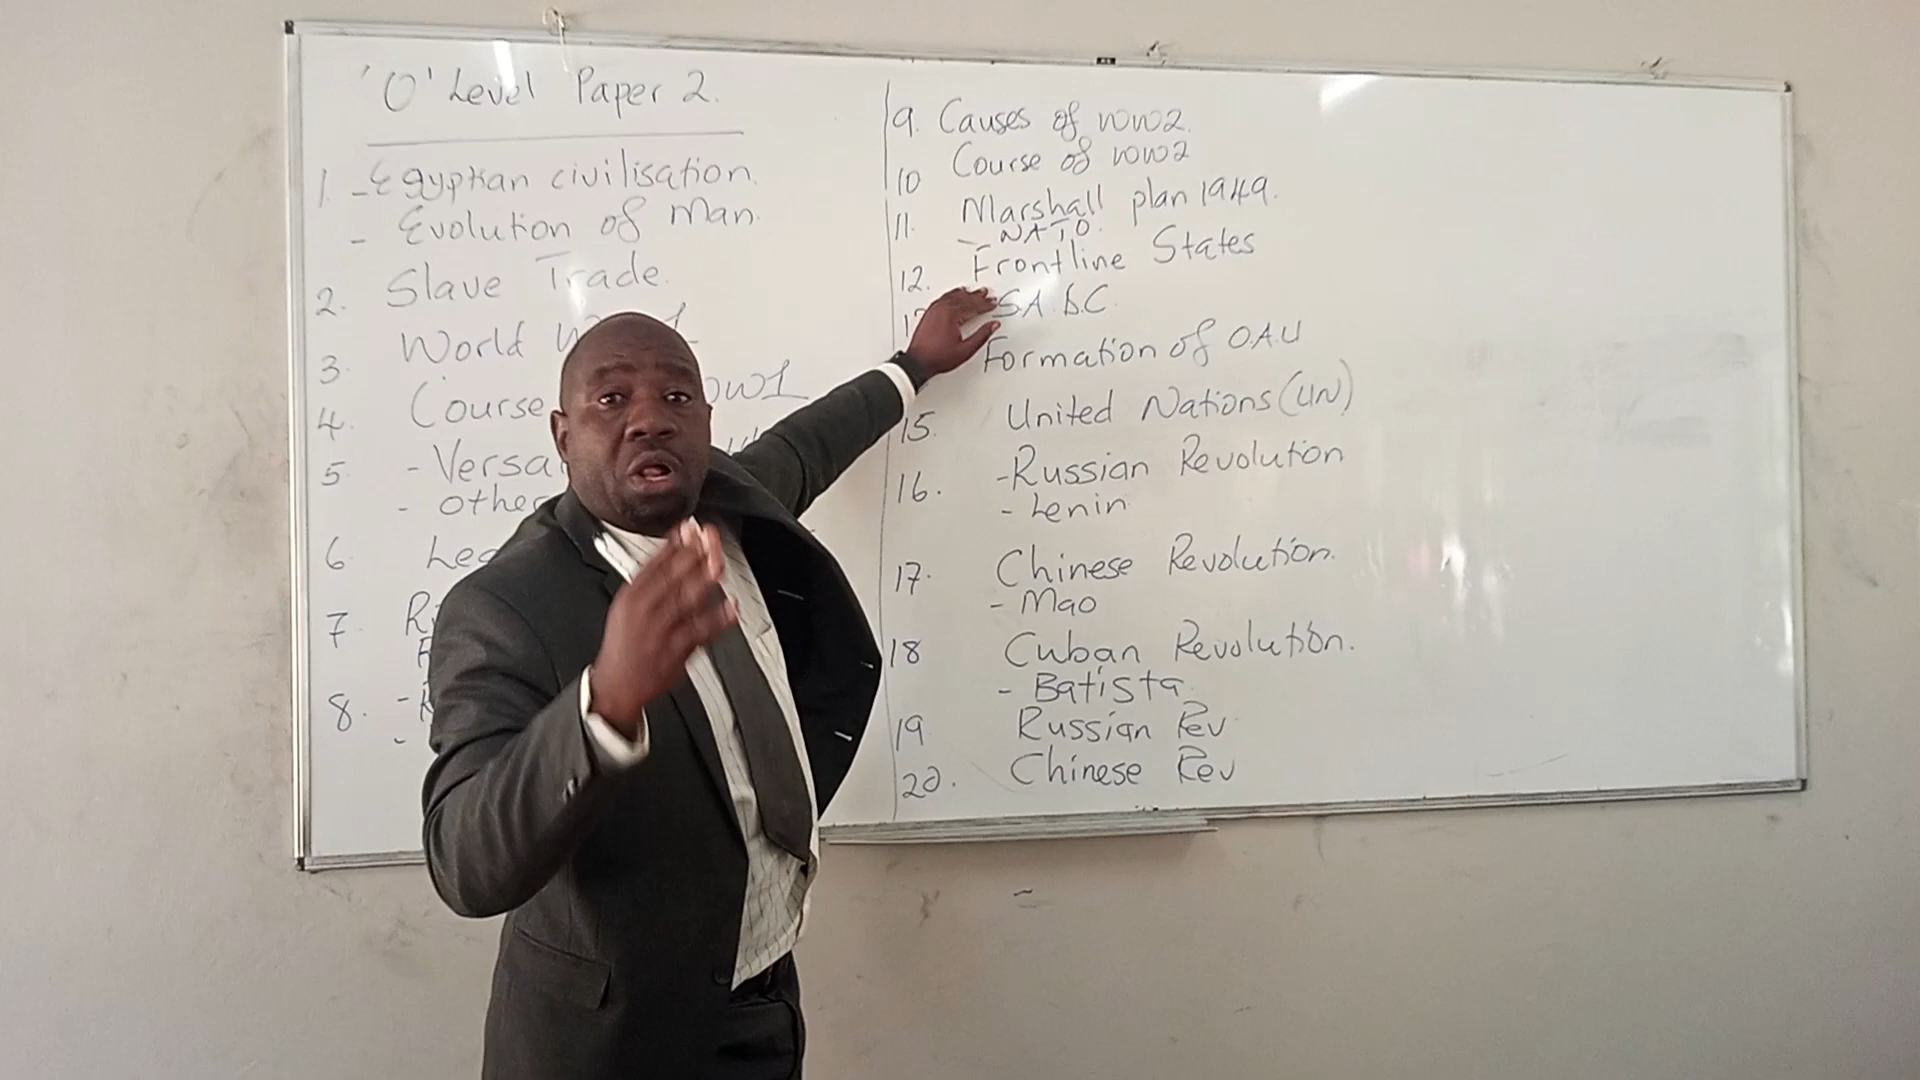 'O' Level Paper 2.
1. - Egyptian civilisation.
- Evolution of Man.
2. Slave Trade.
3. World
4. Course WW1
5. - Versa
- Other
6
7
8.
9. Causes of WW2.
10 Course of WW2
11. Marshall plan 1949.
- NATO.
12. Frontline States
S.A.D.C
Formation of O.A.U
15. United Nations (UN)
16. - Russian Revolution
- Lenin
17. Chinese Revolution.
- Mao
18 Cuban Revolution.
- Batista
19 Russian Rev
20. Chinese Rev